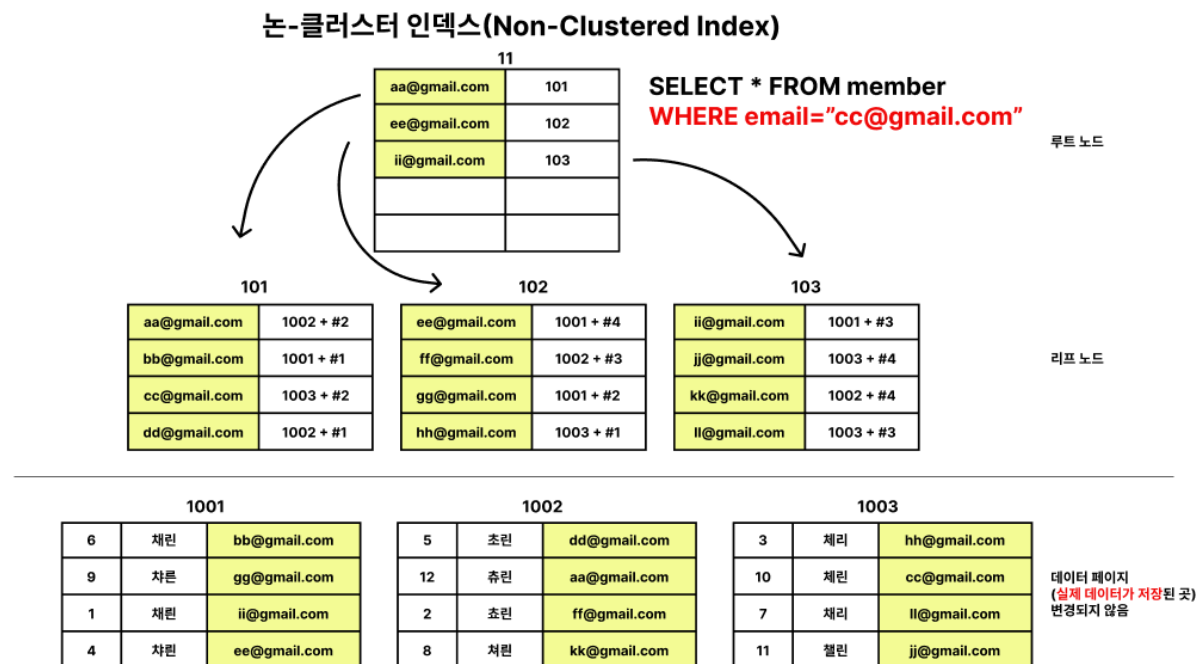 논-클러스터 인덱스(Non-Clustered Index)
11
aa@gmail.com 101
ee@gmail.com 102
ii@gmail.com 103
SELECT * FROM member
WHERE email=”cc@gmail.com”
루트 노드
101
aa@gmail.com 1002 + #2
bb@gmail.com 1001 + #1
cc@gmail.com 1003 + #2
dd@gmail.com 1002 + #1
102
ee@gmail.com 1001 + #4
ff@gmail.com 1002 + #3
gg@gmail.com 1001 + #2
hh@gmail.com 1003 + #1
103
ii@gmail.com 1001 + #3
jj@gmail.com 1003 + #4
kk@gmail.com 1002 + #4
ll@gmail.com 1003 + #3
리프 노드
1001
6 채린 bb@gmail.com
9 챠른 gg@gmail.com
1 채린 ii@gmail.com
4 챠린 ee@gmail.com
1002
5 초린 dd@gmail.com
12 츄린 aa@gmail.com
2 쵸린 ff@gmail.com
8 쳐린 kk@gmail.com
1003
3 체리 hh@gmail.com
10 체린 cc@gmail.com
7 채리 ll@gmail.com
11 챌린 jj@gmail.com
데이터 페이지
(실제 데이터가 저장된 곳)
변경되지 않음